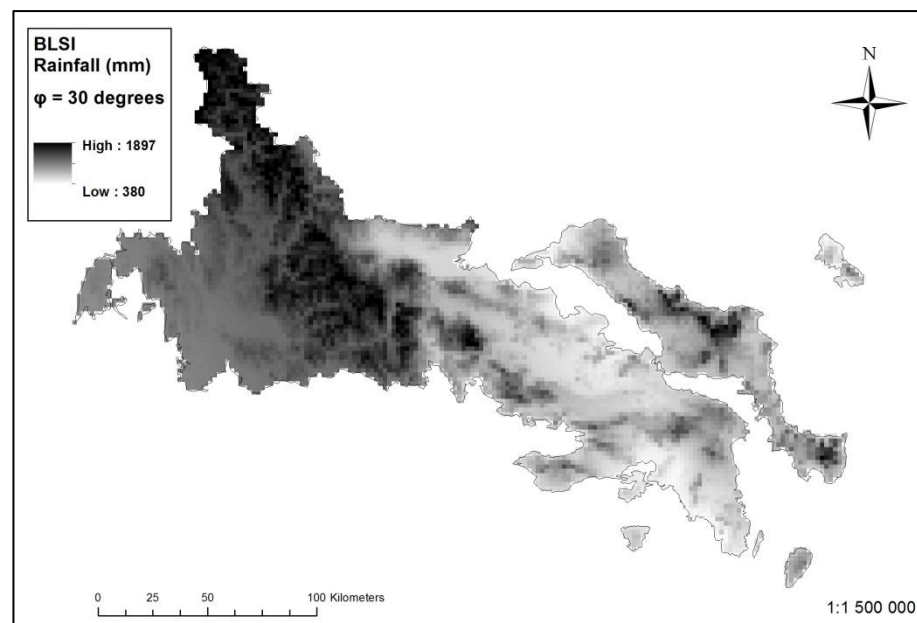 BLSI
Rainfall (mm)
φ = 30 degrees
High : 1897
Low : 380
N
0 25 50 100 Kilometers
1:1 500 000